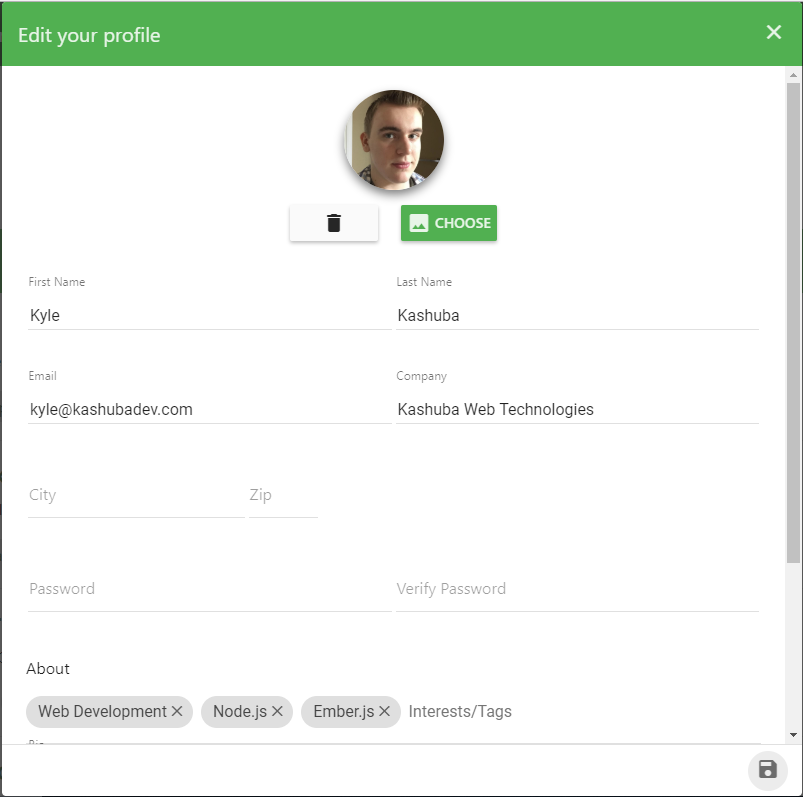 Edit your profile
CHOOSE
First Name Last Name
Kyle Kashuba
Email Company
kyle@kashubadev.com Kashuba Web Technologies
City Zip
Password Verify Password
About
Web Development Node.js Ember.js Interests/Tags